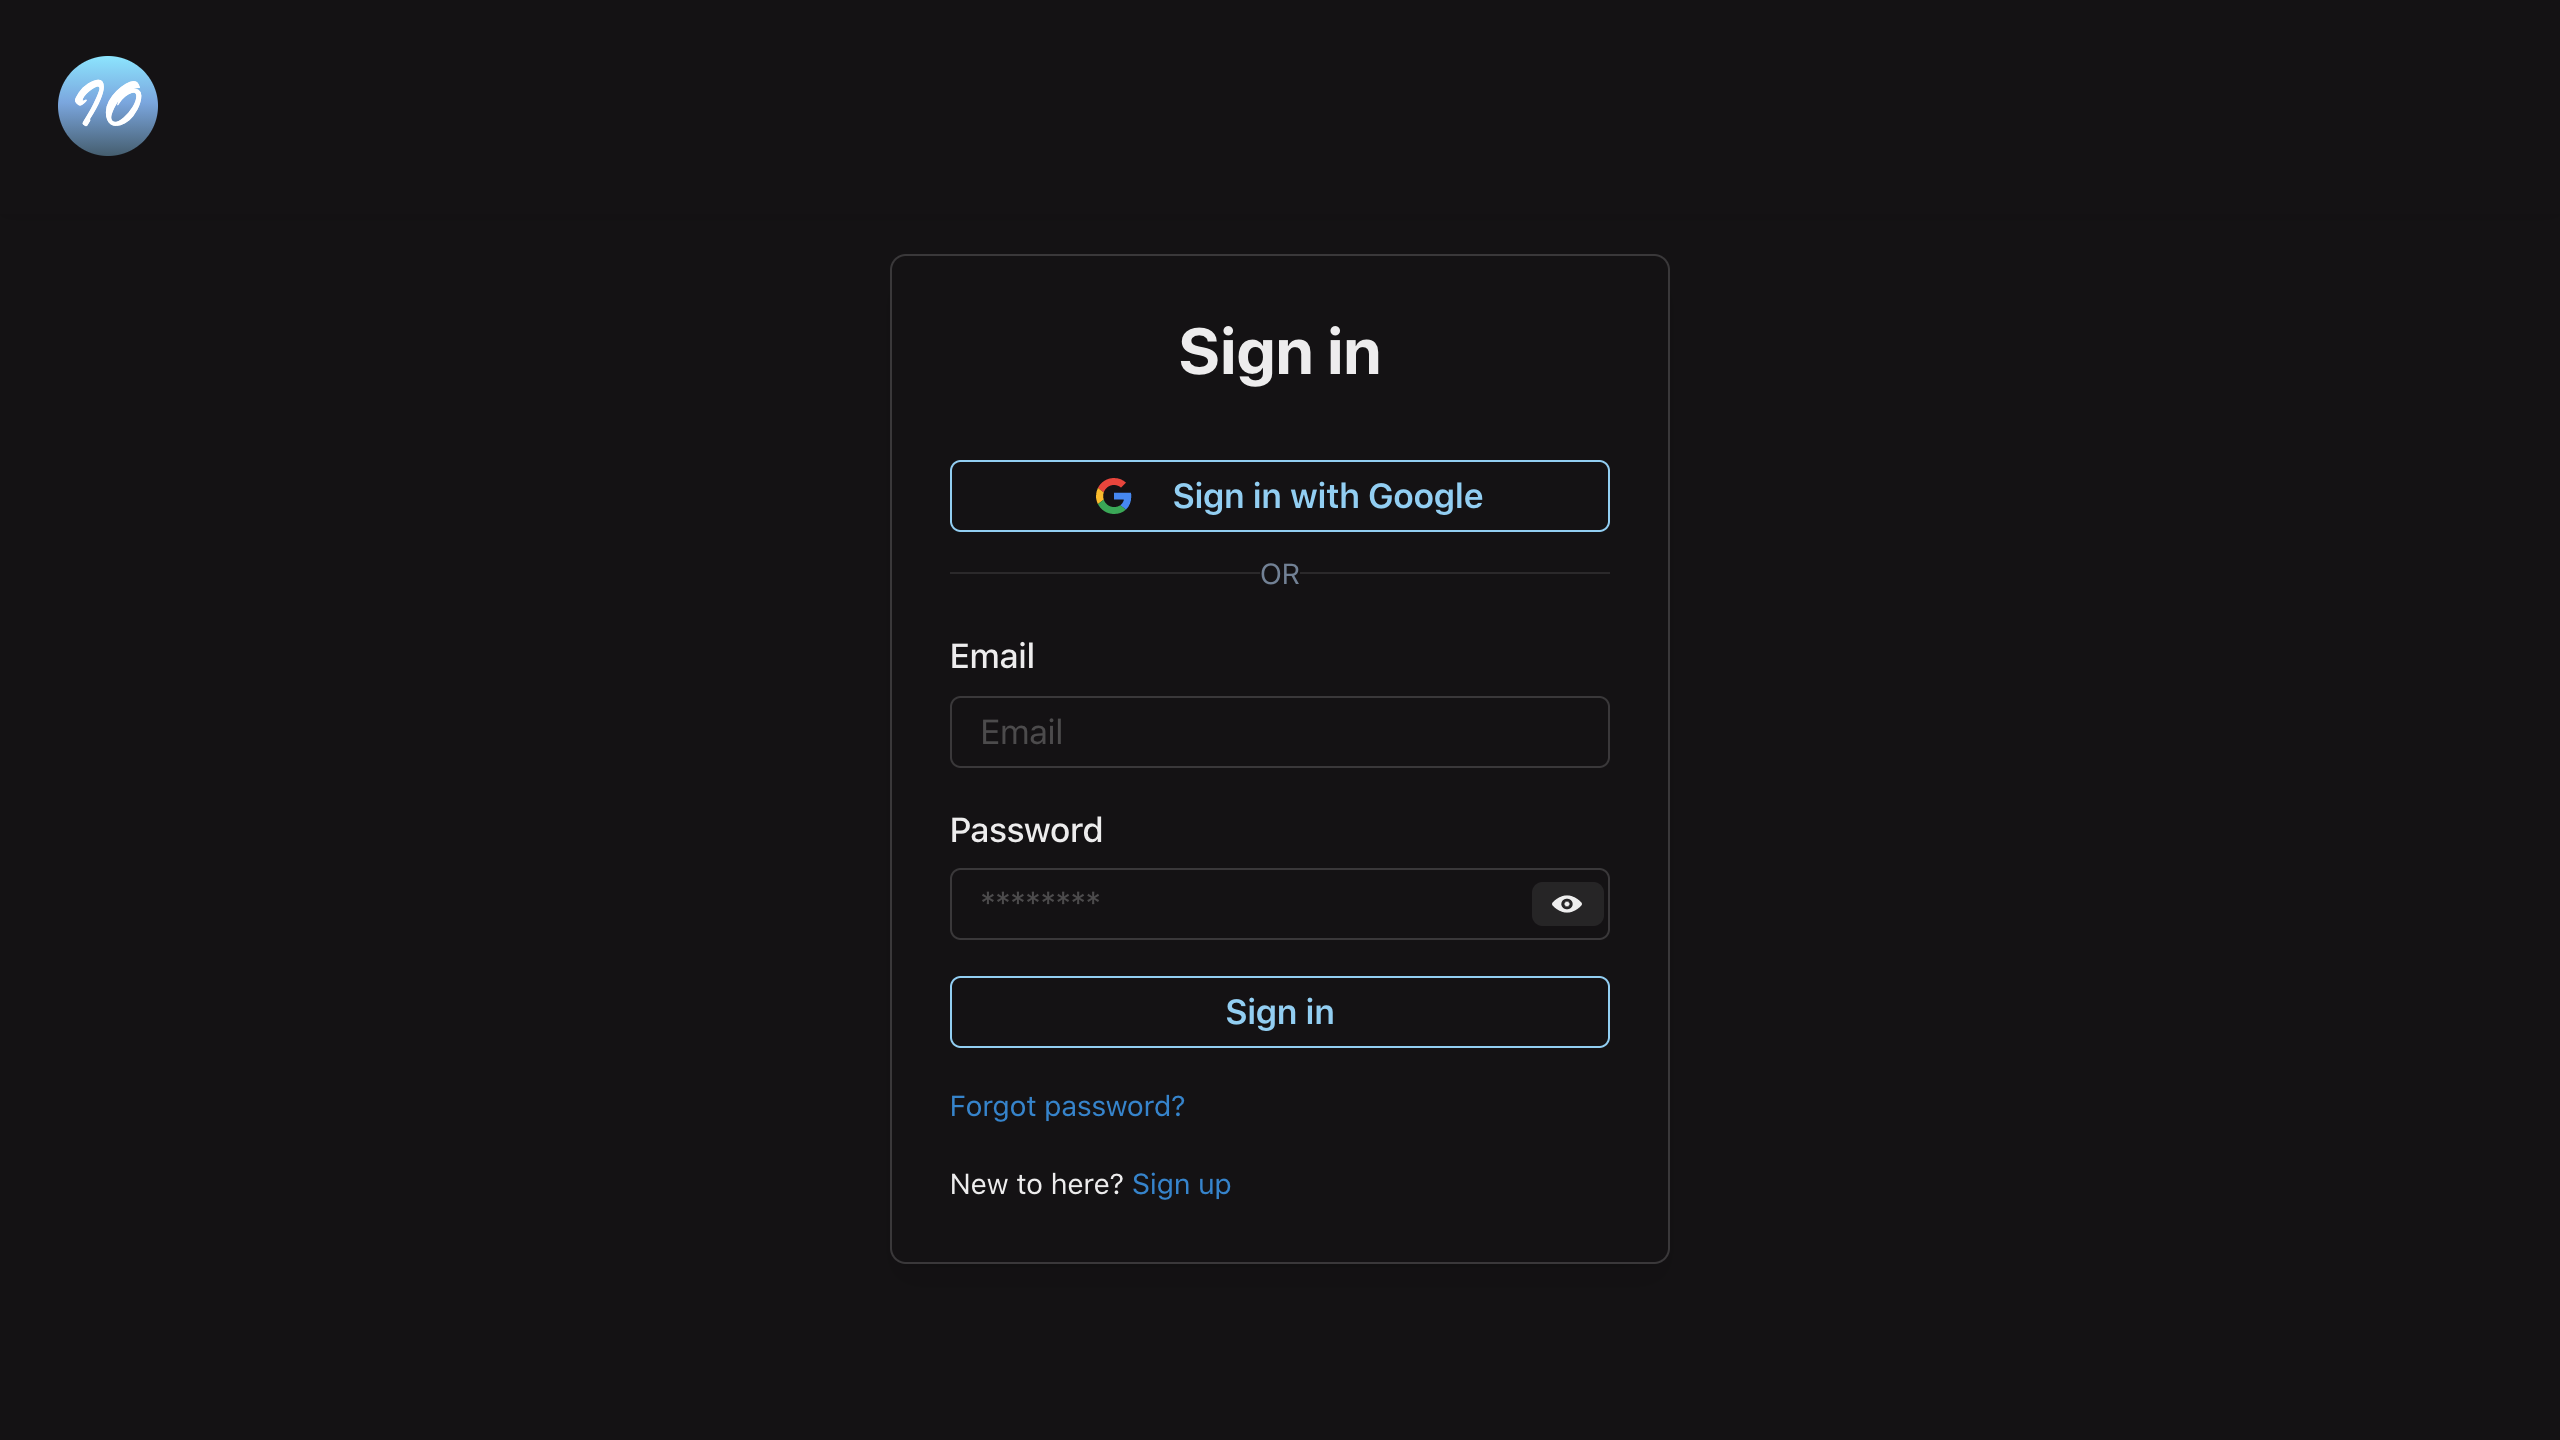 IO
Sign in
Sign in with Google
OR
Email
Email
Password
********
Sign in
Forgot password?
New to here? Sign up